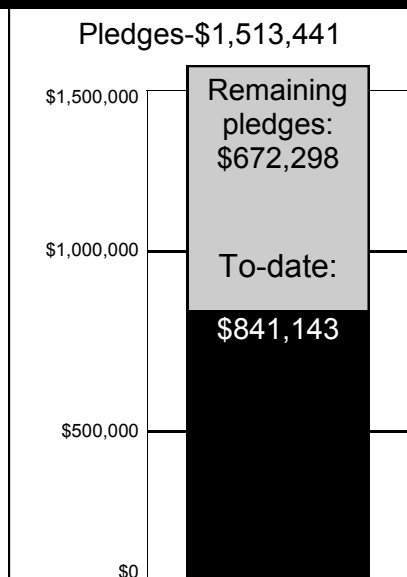 Pledges-$1,513,441
$1,500,000
Remaining
pledges:
$672,298
$1,000,000
To-date:
$841,143
$500,000
$0